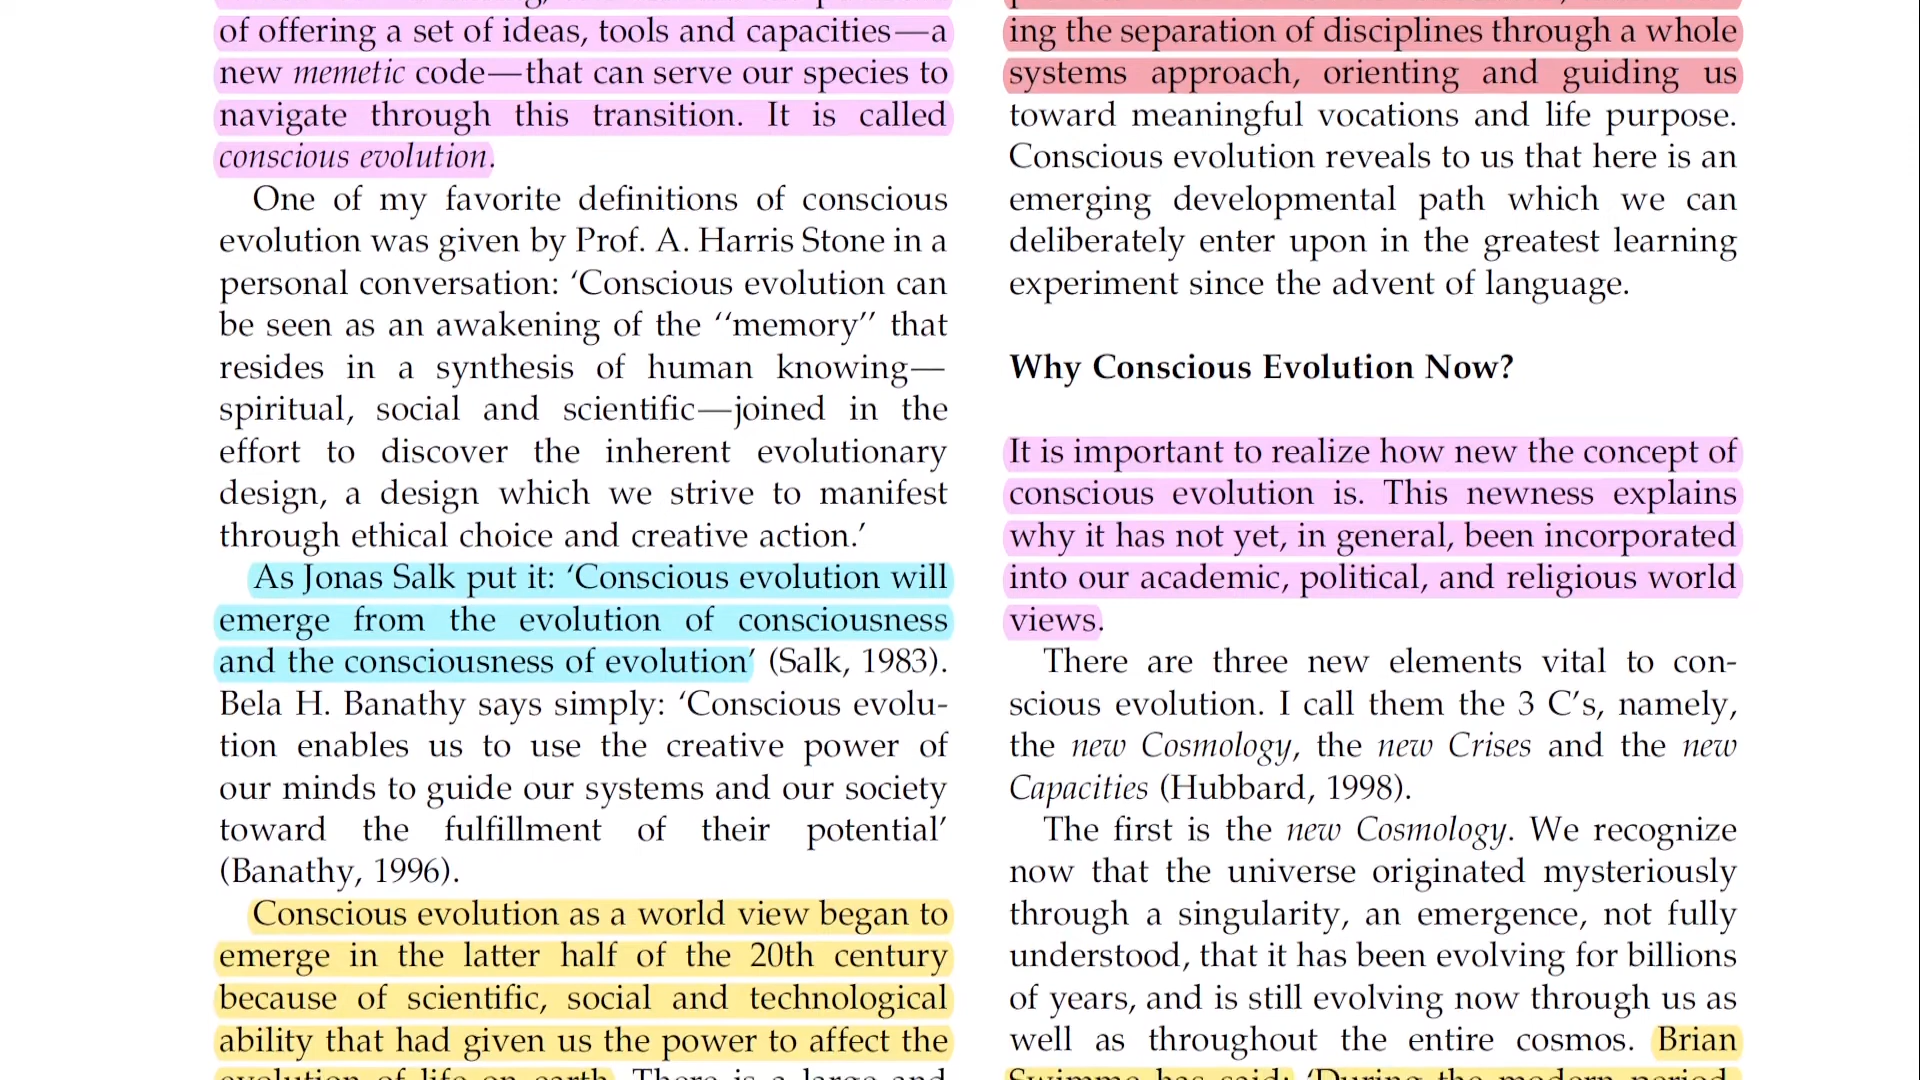 of offering a set of ideas, tools and capacities—a
new memetic code—that can serve our species to
navigate through this transition. It is called
conscious evolution.
One of my favorite definitions of conscious
evolution was given by Prof. A. Harris Stone in a
personal conversation: ‘Conscious evolution can
be seen as an awakening of the ‘‘memory’’ that
resides in a synthesis of human knowing—
spiritual, social and scientific—joined in the
effort to discover the inherent evolutionary
design, a design which we strive to manifest
through ethical choice and creative action.’
As Jonas Salk put it: ‘Conscious evolution will
emerge from the evolution of consciousness
and the consciousness of evolution’ (Salk, 1983).
Bela H. Banathy says simply: ‘Conscious evolu-
tion enables us to use the creative power of
our minds to guide our systems and our society
toward the fulfillment of their potential’
(Banathy, 1996).
Conscious evolution as a world view began to
emerge in the latter half of the 20th century
because of scientific, social and technological
ability that had given us the power to affect the
evolution of life on earth. There is a large and
ing the separation of disciplines through a whole
systems approach, orienting and guiding us
toward meaningful vocations and life purpose.
Conscious evolution reveals to us that here is an
emerging developmental path which we can
deliberately enter upon in the greatest learning
experiment since the advent of language.
Why Conscious Evolution Now?
It is important to realize how new the concept of
conscious evolution is. This newness explains
why it has not yet, in general, been incorporated
into our academic, political, and religious world
views.
There are three new elements vital to con-
scious evolution. I call them the 3 C’s, namely,
the new Cosmology, the new Crises and the new
Capacities (Hubbard, 1998).
The first is the new Cosmology. We recognize
now that the universe originated mysteriously
through a singularity, an emergence, not fully
understood, that it has been evolving for billions
of years, and is still evolving now through us as
well as throughout the entire cosmos. Brian
Swimme has said: ‘During the modern period,